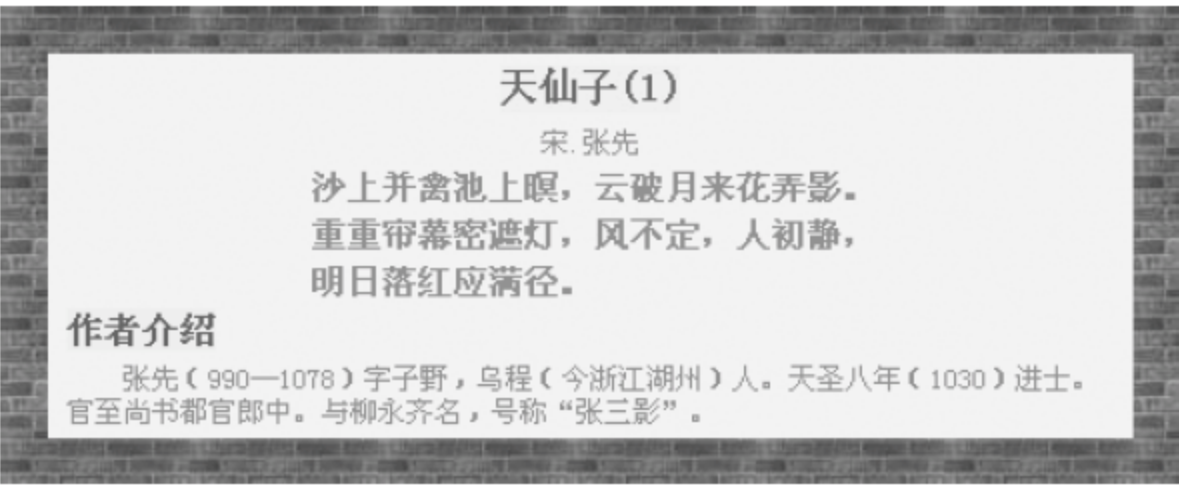 天仙子(1)
宋.张先
沙上并禽池上暝，云破月来花弄影。
重重帘幕密遮灯，风不定，人初静，
明日落红应满径。
作者介绍
张先（990—1078）字子野，乌程（今浙江湖州）人。天圣八年（1030）进士。
官至尚书都官郎中。与柳永齐名，号称“张三影”。